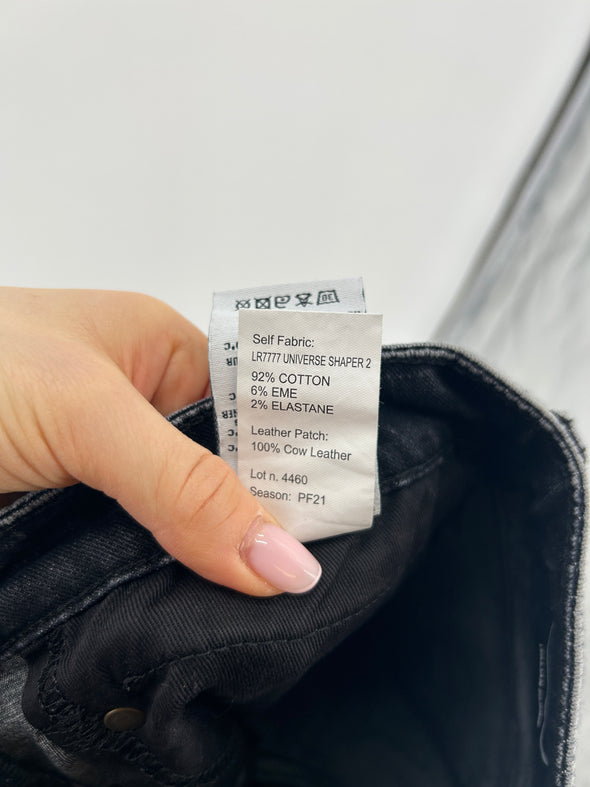 30
Self Fabric:
LR7777 UNIVERSE SHAPER 2
92% COTTON
6% EME
2% ELASTANE
Leather Patch:
100% Cow Leather
Lot n. 4460
Season: PF21